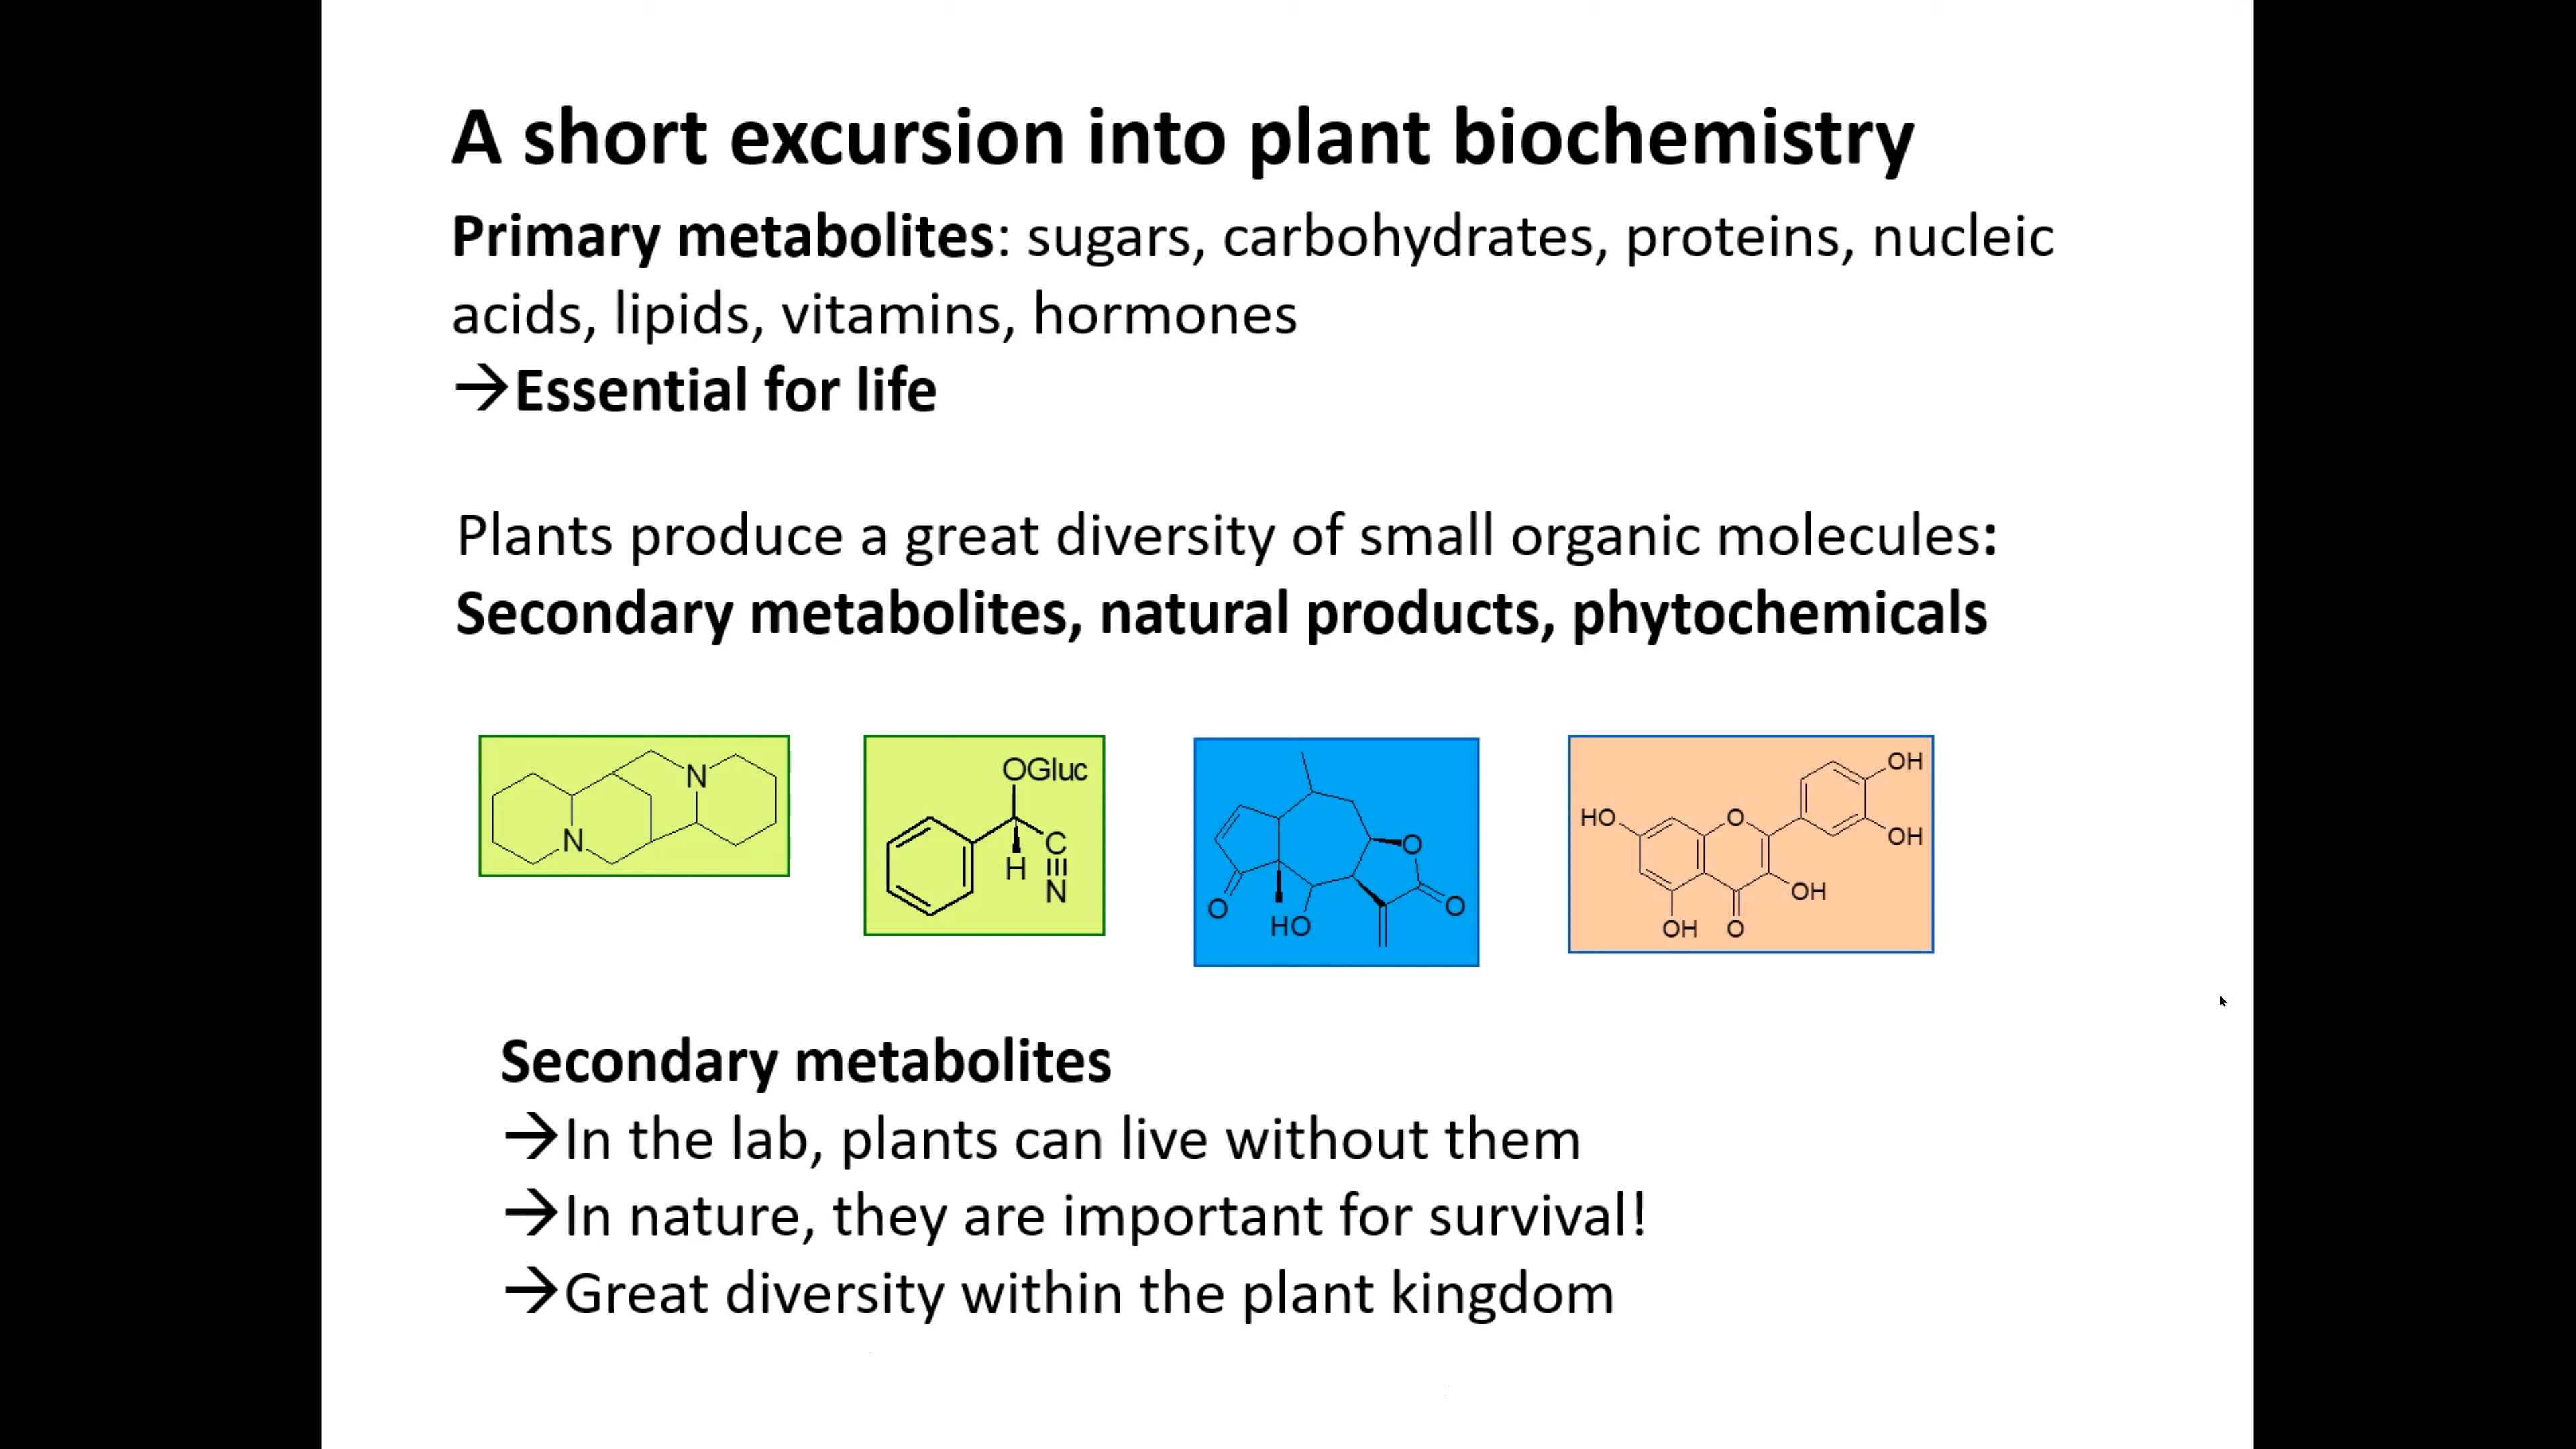 A short excursion into plant biochemistry
Primary metabolites: sugars, carbohydrates, proteins, nucleic
acids, lipids, vitamins, hormones
→Essential for life
Plants produce a great diversity of small organic molecules:
Secondary metabolites, natural products, phytochemicals
N
N
OGluc
C
H
N
O
O
O
HO
OH
HO
O
OH
OH
OH
O
Secondary metabolites
→In the lab, plants can live without them
→In nature, they are important for survival!
→Great diversity within the plant kingdom